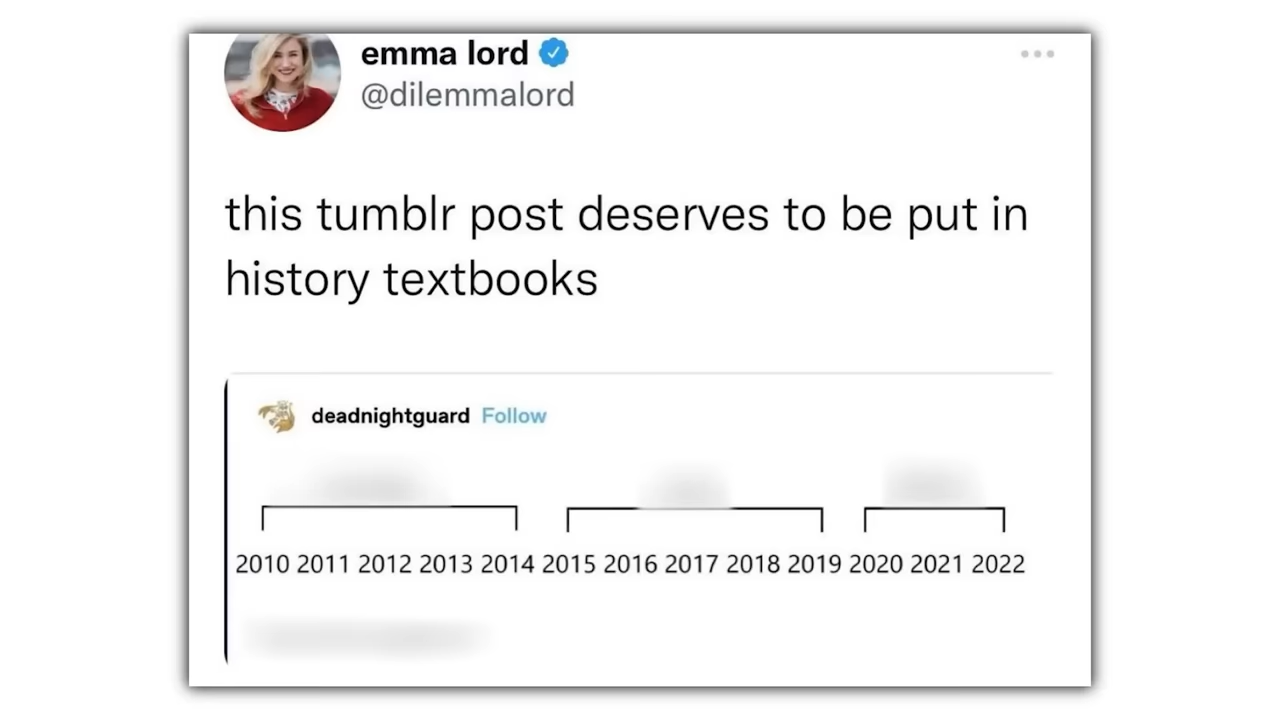 emma lord
@dilemmalord
this tumblr post deserves to be put in
history textbooks
deadnightguard Follow
2010 2011 2012 2013 2014 2015 2016 2017 2018 2019 2020 2021 2022